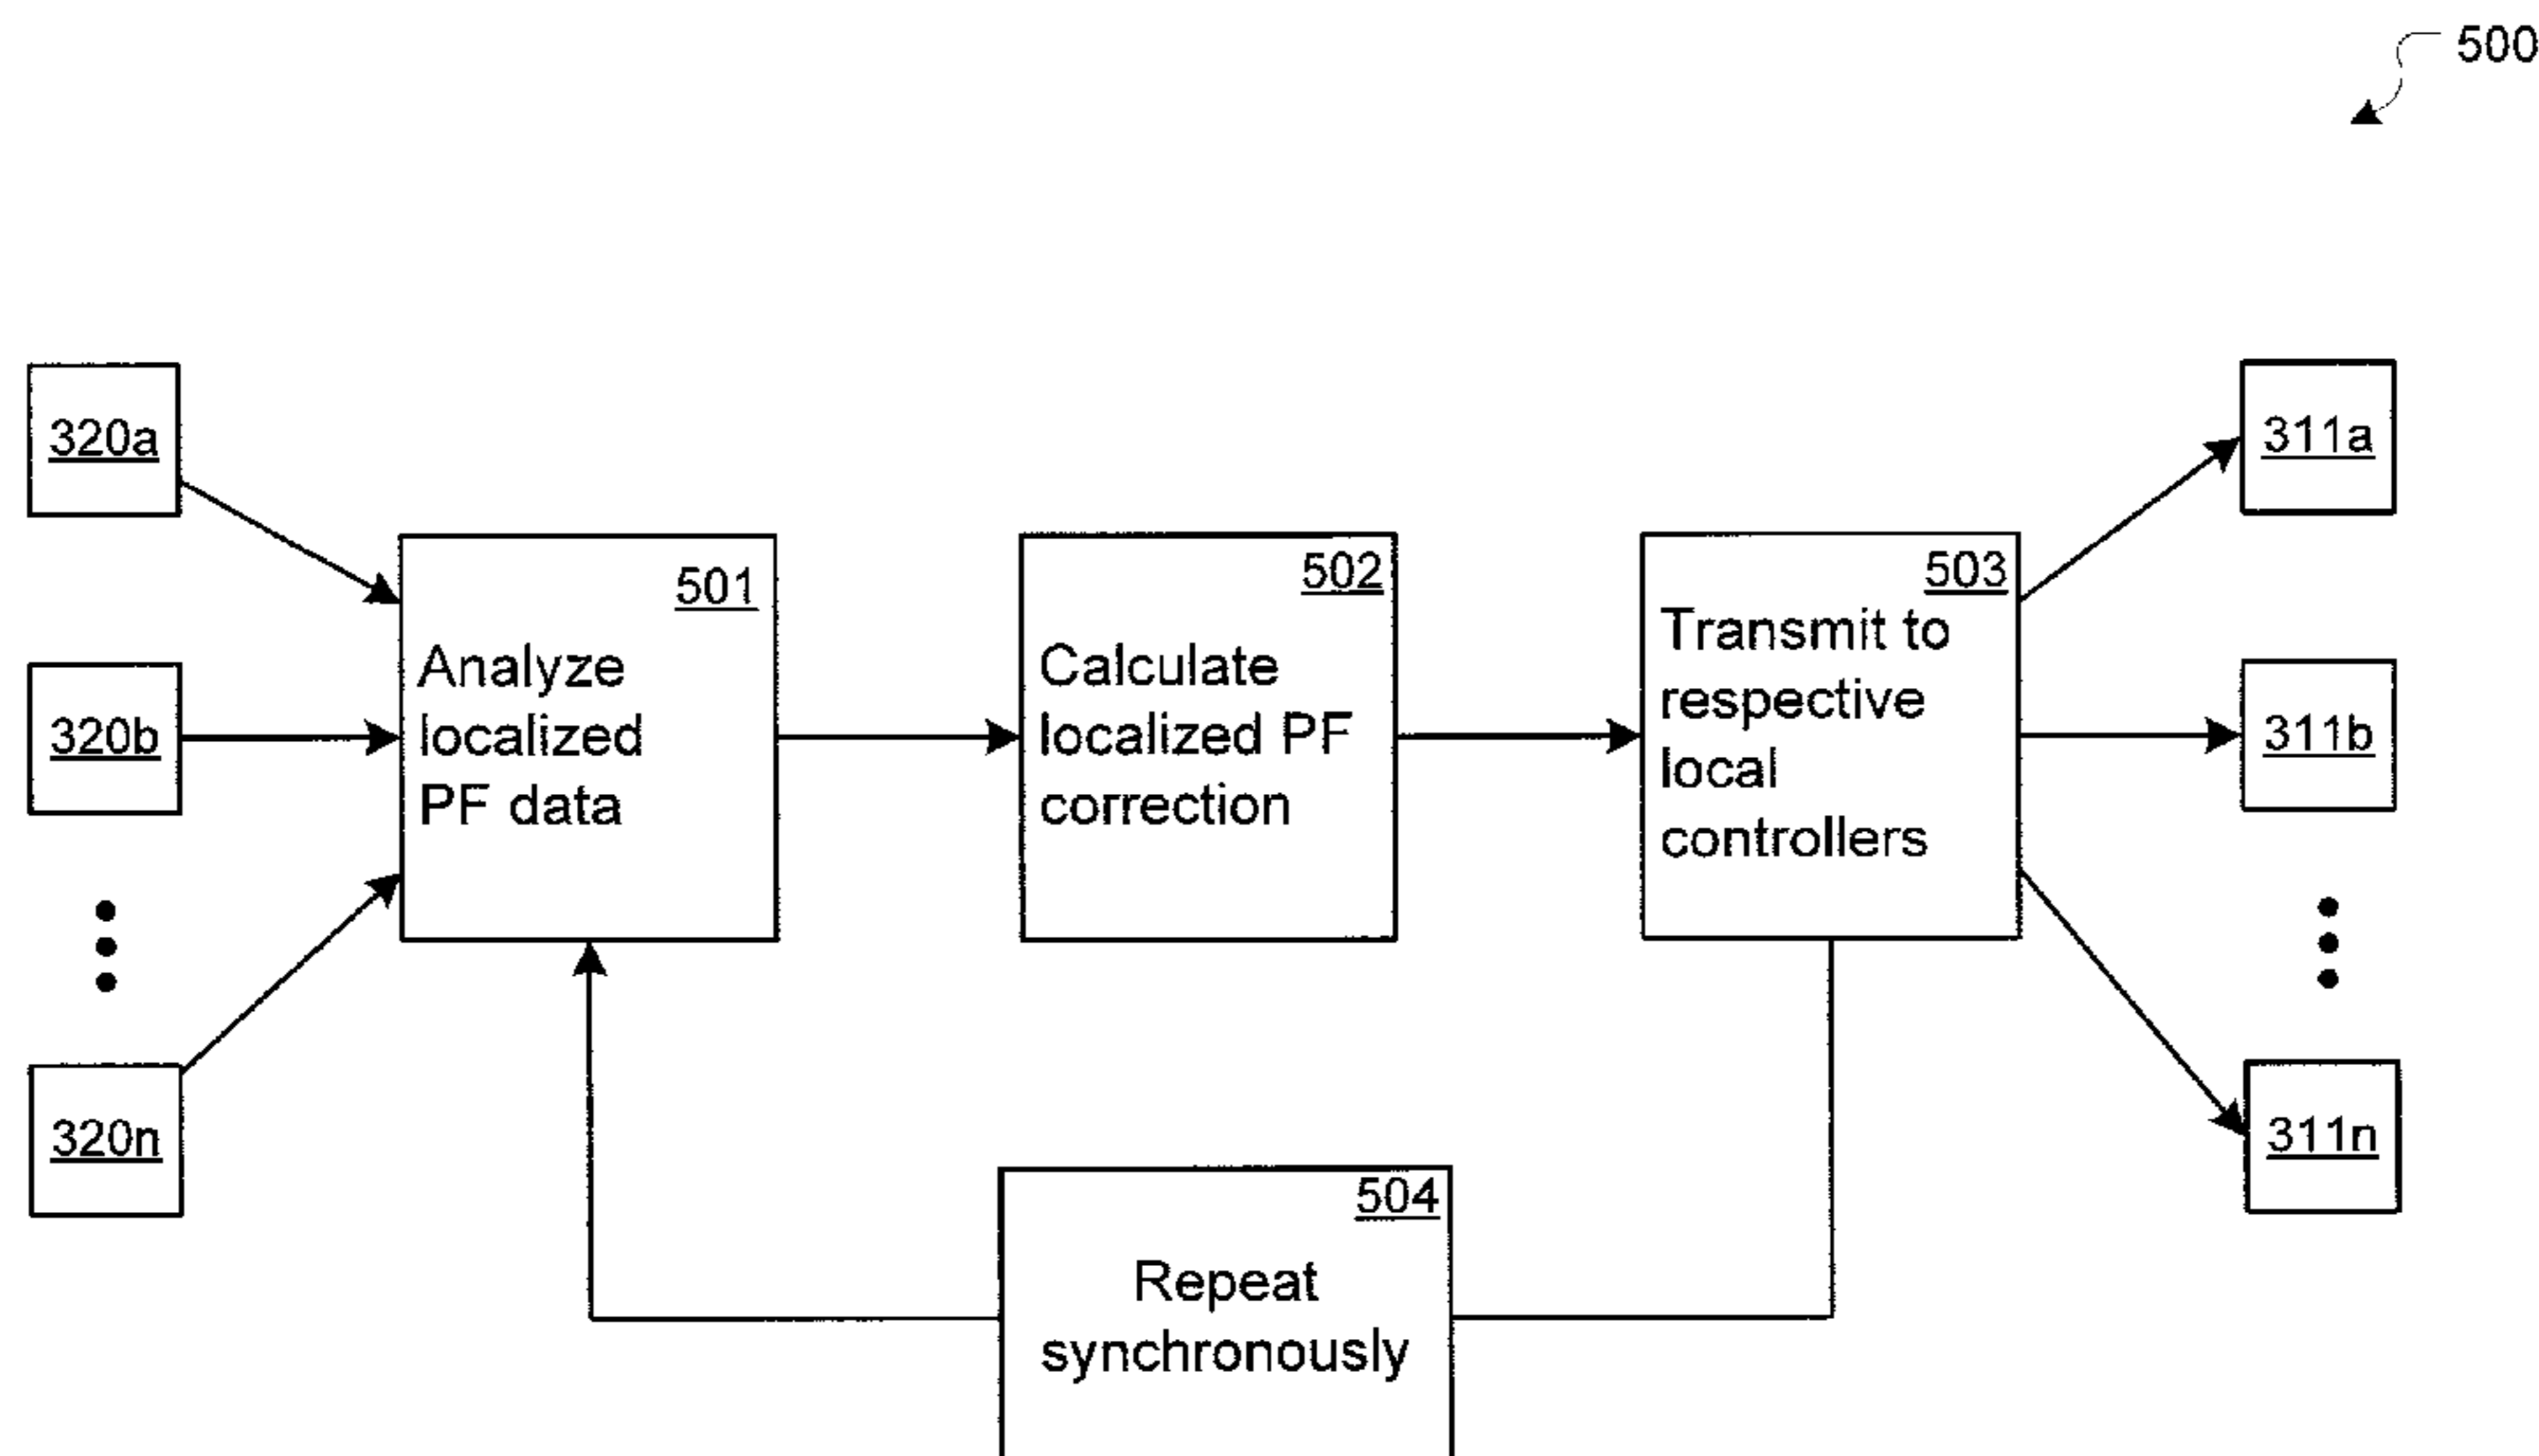 500
320a
320b
320n
501
Analyze
localized
PF data
502
Calculate
localized PF
correction
503
Transmit to
respective
local
controllers
311a
311b
311n
504
Repeat
synchronously